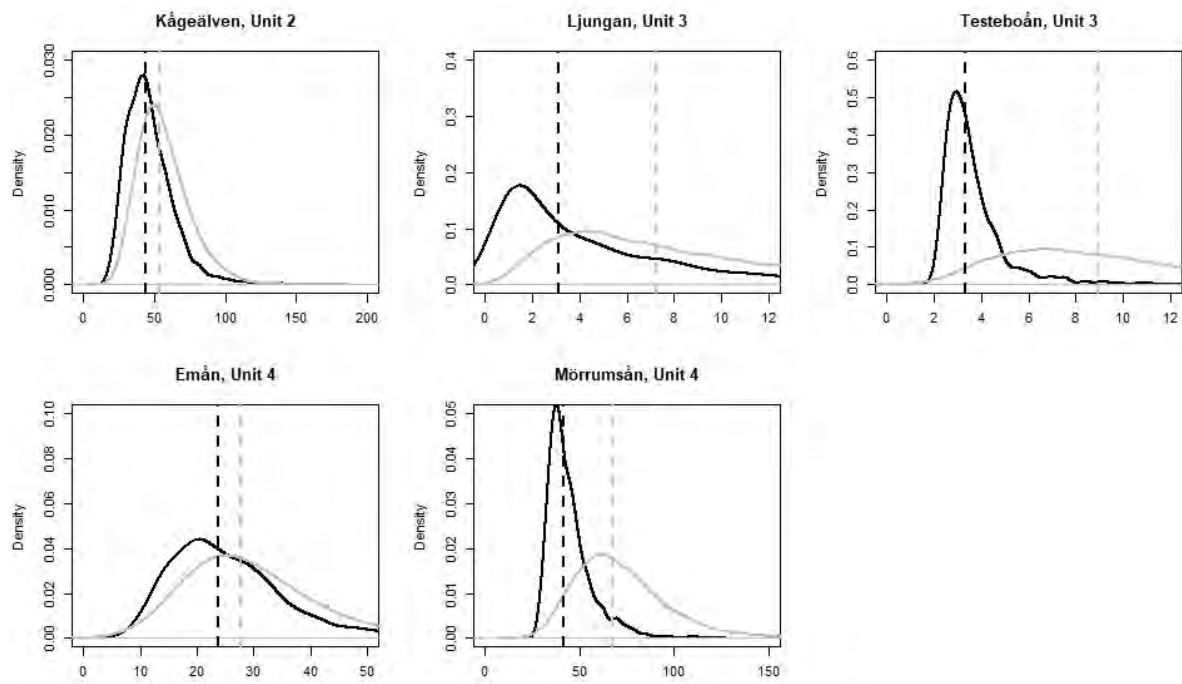 Kågeälven, Unit 2
Density
0.000 0.010 0.020 0.030
0 50 100 150 200
Ljungan, Unit 3
Density
0.0 0.1 0.2 0.3 0.4
0 2 4 6 8 10 12
Testeboån, Unit 3
Density
0.0 0.1 0.2 0.3 0.4 0.5 0.6
0 2 4 6 8 10 12
Emån, Unit 4
Density
0.00 0.02 0.04 0.06 0.08 0.10
0 10 20 30 40 50
Mörrumsån, Unit 4
Density
0.00 0.01 0.02 0.03 0.04 0.05
0 50 100 150